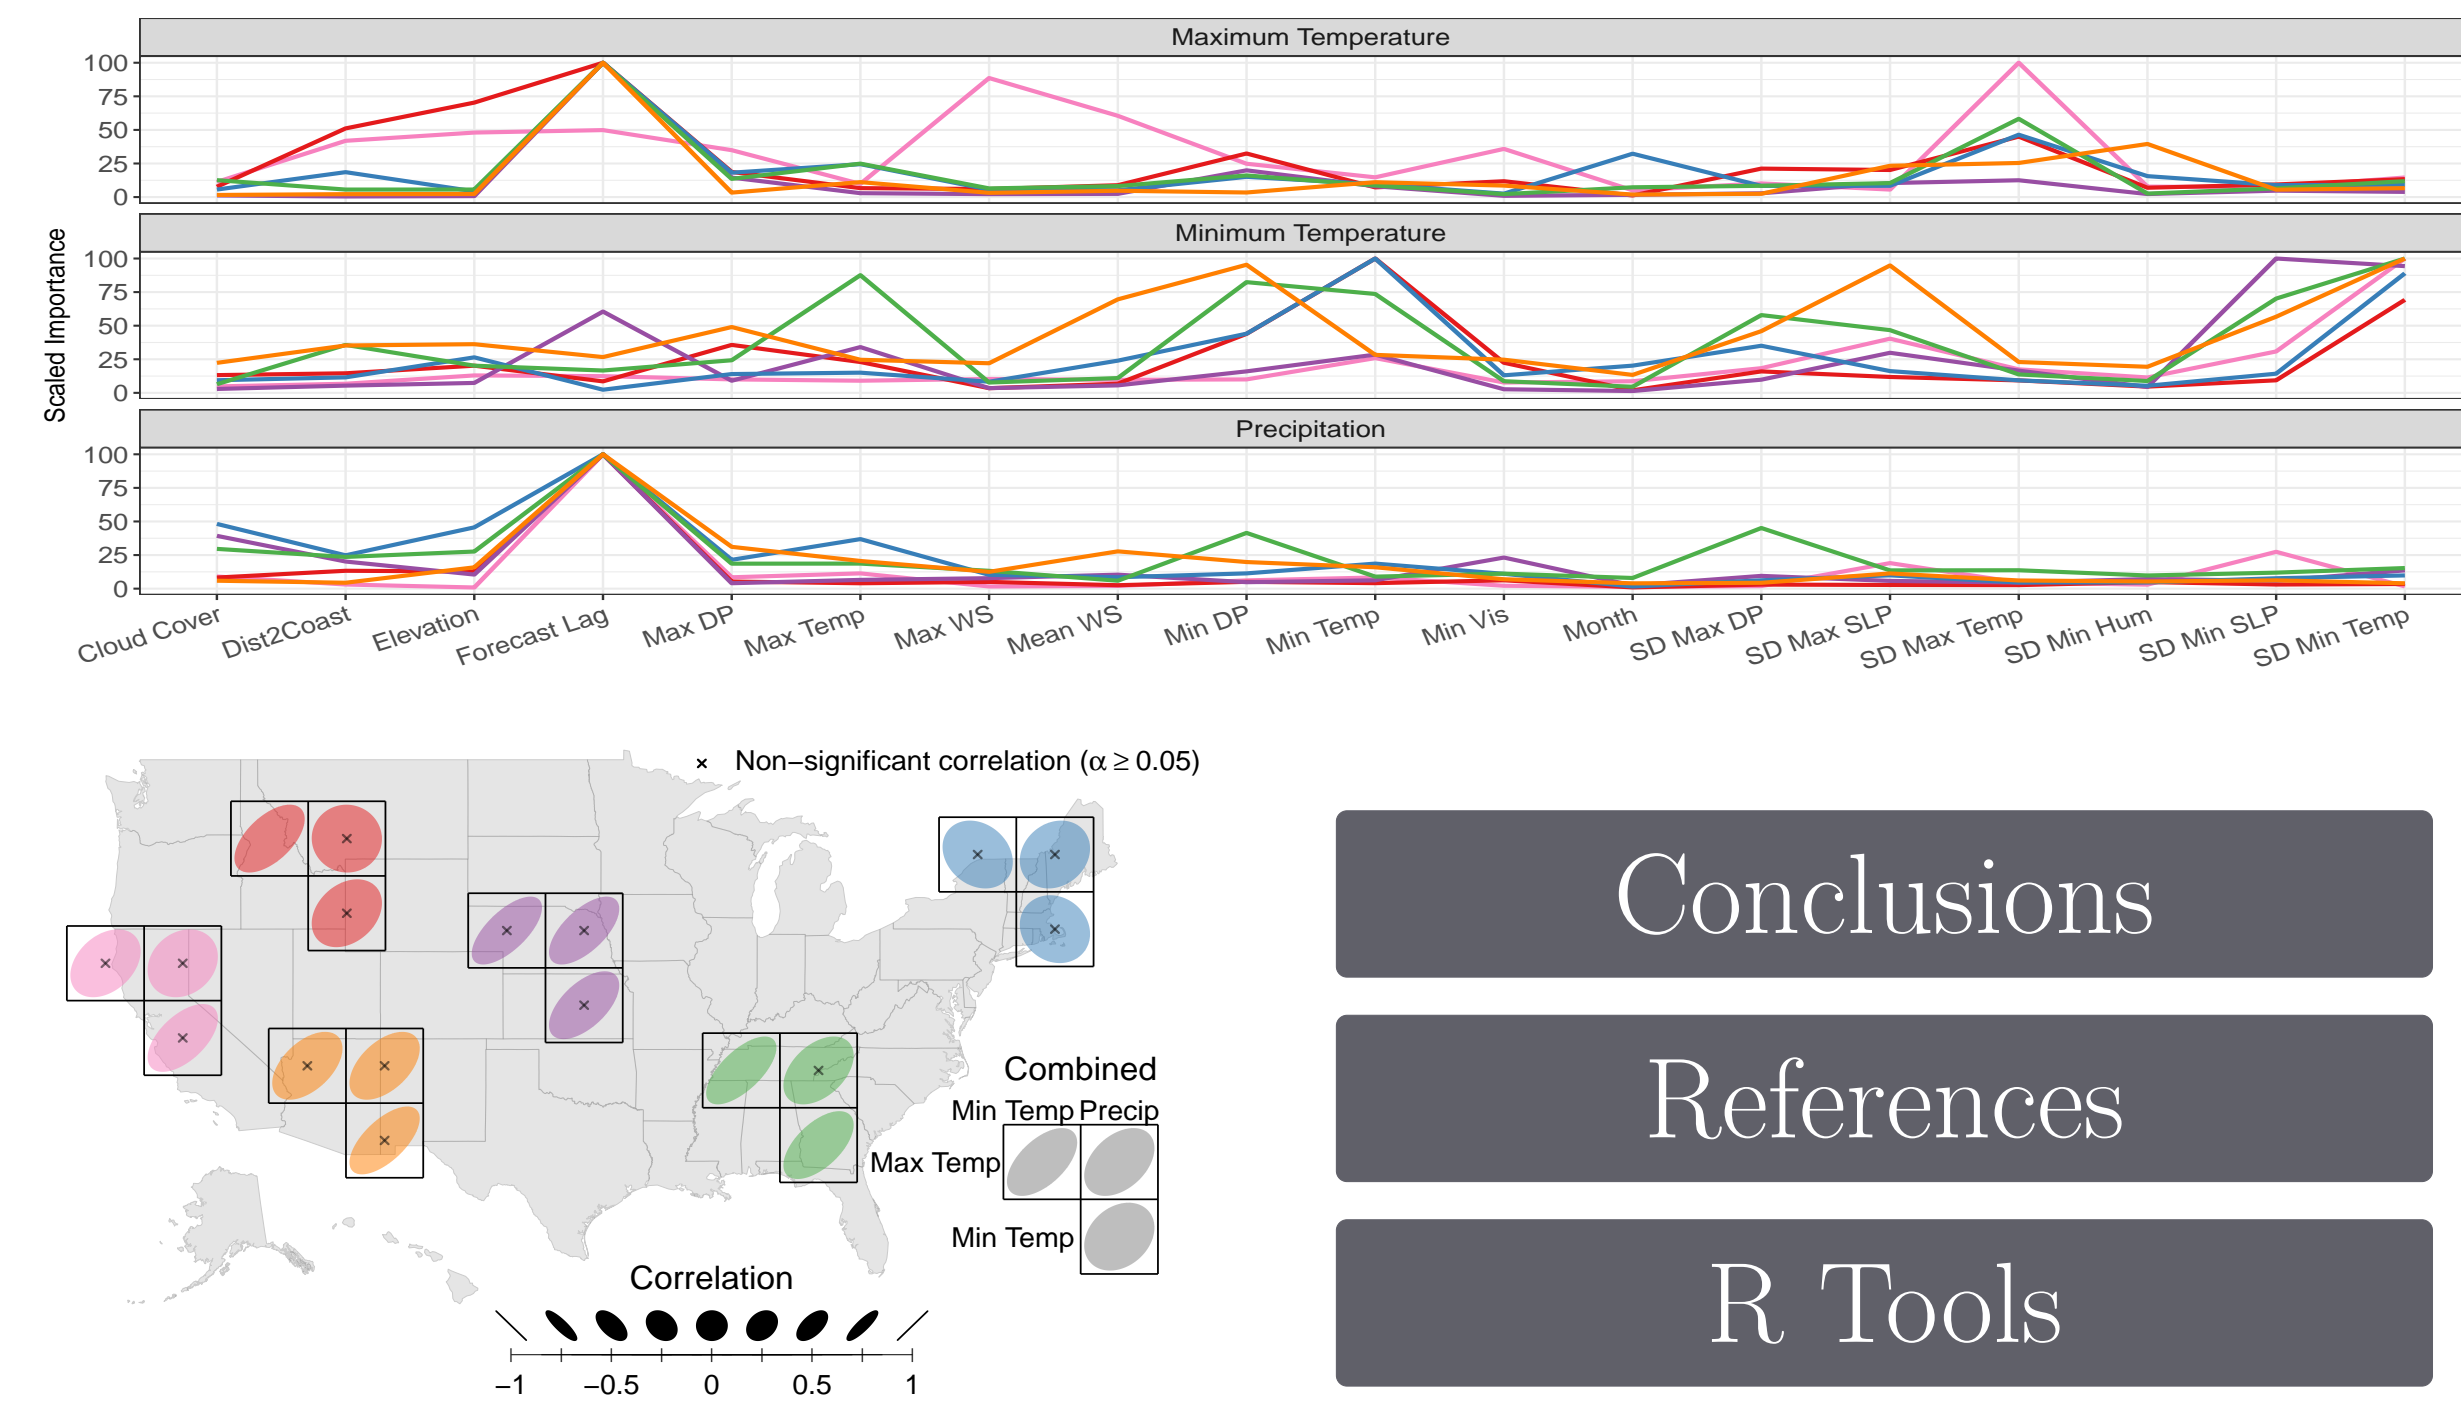 Maximum Temperature
100
75
50
25
0
Minimum Temperature
100
75
50
25
0
Precipitation
100
75
50
25
0
Scaled Importance
Cloud Cover
Dist2Coast
Elevation
Forecast Lag
Max DP
Max Temp
Max WS
Mean WS
Min DP
Min Temp
Min Vis
Month
SD Max DP
SD Max SLP
SD Max Temp
SD Min Hum
SD Min SLP
SD Min Temp
× Non−significant correlation (α ≥ 0.05)
Combined
Min Temp Precip
Max Temp
Min Temp
Correlation
−1 −0.5 0 0.5 1
Conclusions
References
R Tools